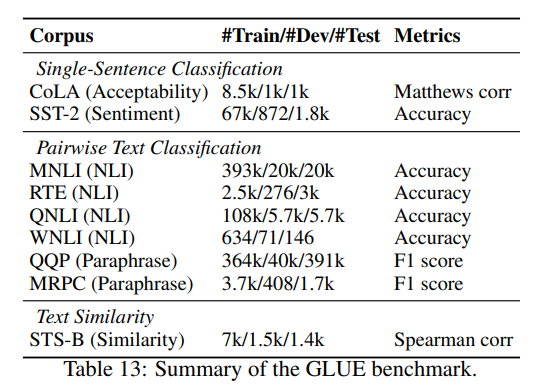 Corpus #Train/#Dev/#Test Metrics
Single-Sentence Classification
CoLA (Acceptability) 8.5k/1k/1k Matthews corr
SST-2 (Sentiment) 67k/872/1.8k Accuracy
Pairwise Text Classification
MNLI (NLI) 393k/20k/20k Accuracy
RTE (NLI) 2.5k/276/3k Accuracy
QNLI (NLI) 108k/5.7k/5.7k Accuracy
WNLI (NLI) 634/71/146 Accuracy
QQP (Paraphrase) 364k/40k/391k F1 score
MRPC (Paraphrase) 3.7k/408/1.7k F1 score
Text Similarity
STS-B (Similarity) 7k/1.5k/1.4k Spearman corr
Table 13: Summary of the GLUE benchmark.